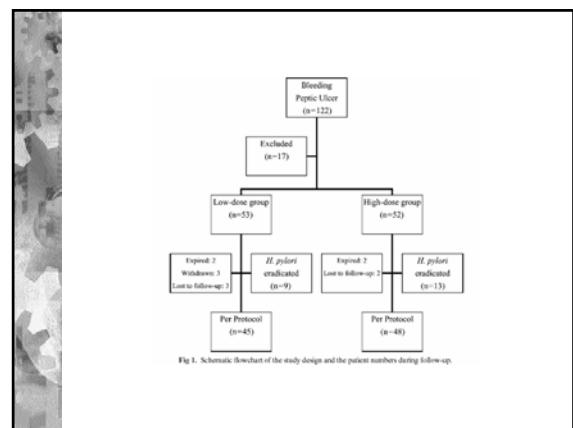 Bleeding
Peptic Ulcer
(n=122)
Excluded
(n=17)
Low-dose group
(n=53)
High-dose group
(n=52)
Expired: 2
Withdrawn: 3
Lost to follow-up: 3
H. pylori
eradicated
(n=9)
Expired: 2
Lost to follow-up: 2
H. pylori
eradicated
(n=13)
Per Protocol
(n=45)
Per Protocol
(n=48)
Fig 1. Schematic flowchart of the study design and the patient numbers during follow-up.